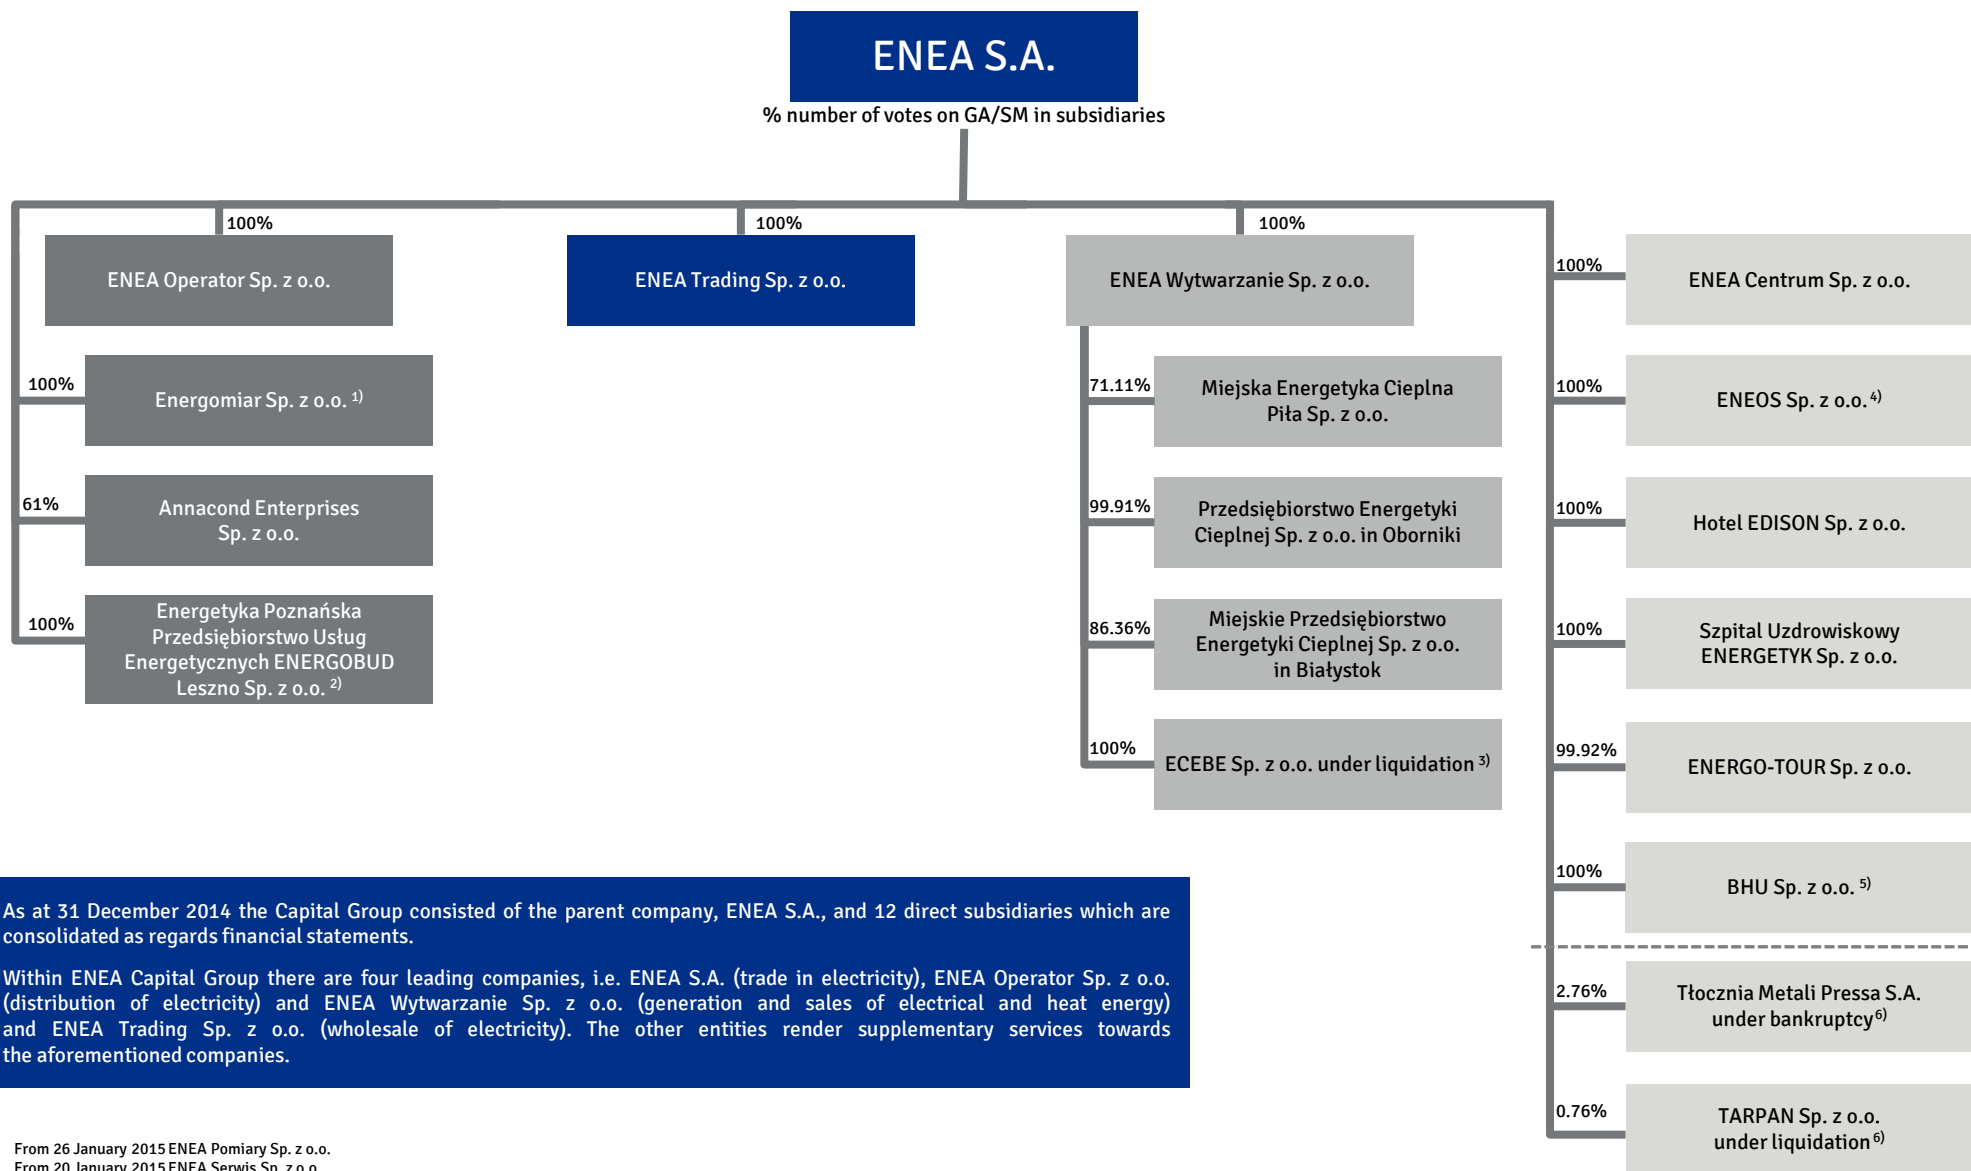 ENEA S.A.
% number of votes on GA/SM in subsidiaries
100%
ENEA Operator Sp. z o.o.
100%
Energomiar Sp. z o.o. 1)
61%
Annacond Enterprises
Sp. z o.o.
100%
Energetyka Poznańska
Przedsiębiorstwo Usług
Energetycznych ENERGOBUD
Leszno Sp. z o.o. 2)
100%
ENEA Trading Sp. z o.o.
100%
ENEA Wytwarzanie Sp. z o.o.
71.11%
Miejska Energetyka Cieplna
Piła Sp. z o.o.
99.91%
Przedsiębiorstwo Energetyki
Cieplnej Sp. z o.o. in Oborniki
86.36%
Miejskie Przedsiębiorstwo
Energetyki Cieplnej Sp. z o.o.
in Białystok
100%
ECEBE Sp. z o.o. under liquidation 3)
100%
ENEA Centrum Sp. z o.o.
100%
ENEOS Sp. z o.o. 4)
100%
Hotel EDISON Sp. z o.o.
100%
Szpital Uzdrowiskowy
ENERGETYK Sp. z o.o.
99.92%
ENERGO-TOUR Sp. z o.o.
100%
BHU Sp. z o.o. 5)
2.76%
Tłocznia Metali Pressa S.A.
under bankruptcy 6)
0.76%
TARPAN Sp. z o.o.
under liquidation 6)
As at 31 December 2014 the Capital Group consisted of the parent company, ENEA S.A., and 12 direct subsidiaries which are
consolidated as regards financial statements.
Within ENEA Capital Group there are four leading companies, i.e. ENEA S.A. (trade in electricity), ENEA Operator Sp. z o.o.
(distribution of electricity) and ENEA Wytwarzanie Sp. z o.o. (generation and sales of electrical and heat energy)
and ENEA Trading Sp. z o.o. (wholesale of electricity). The other entities render supplementary services towards
the aforementioned companies.
From 26 January 2015 ENEA Pomiary Sp. z o.o.
From 20 January 2015 ENEA Serwis Sp. z o.o.